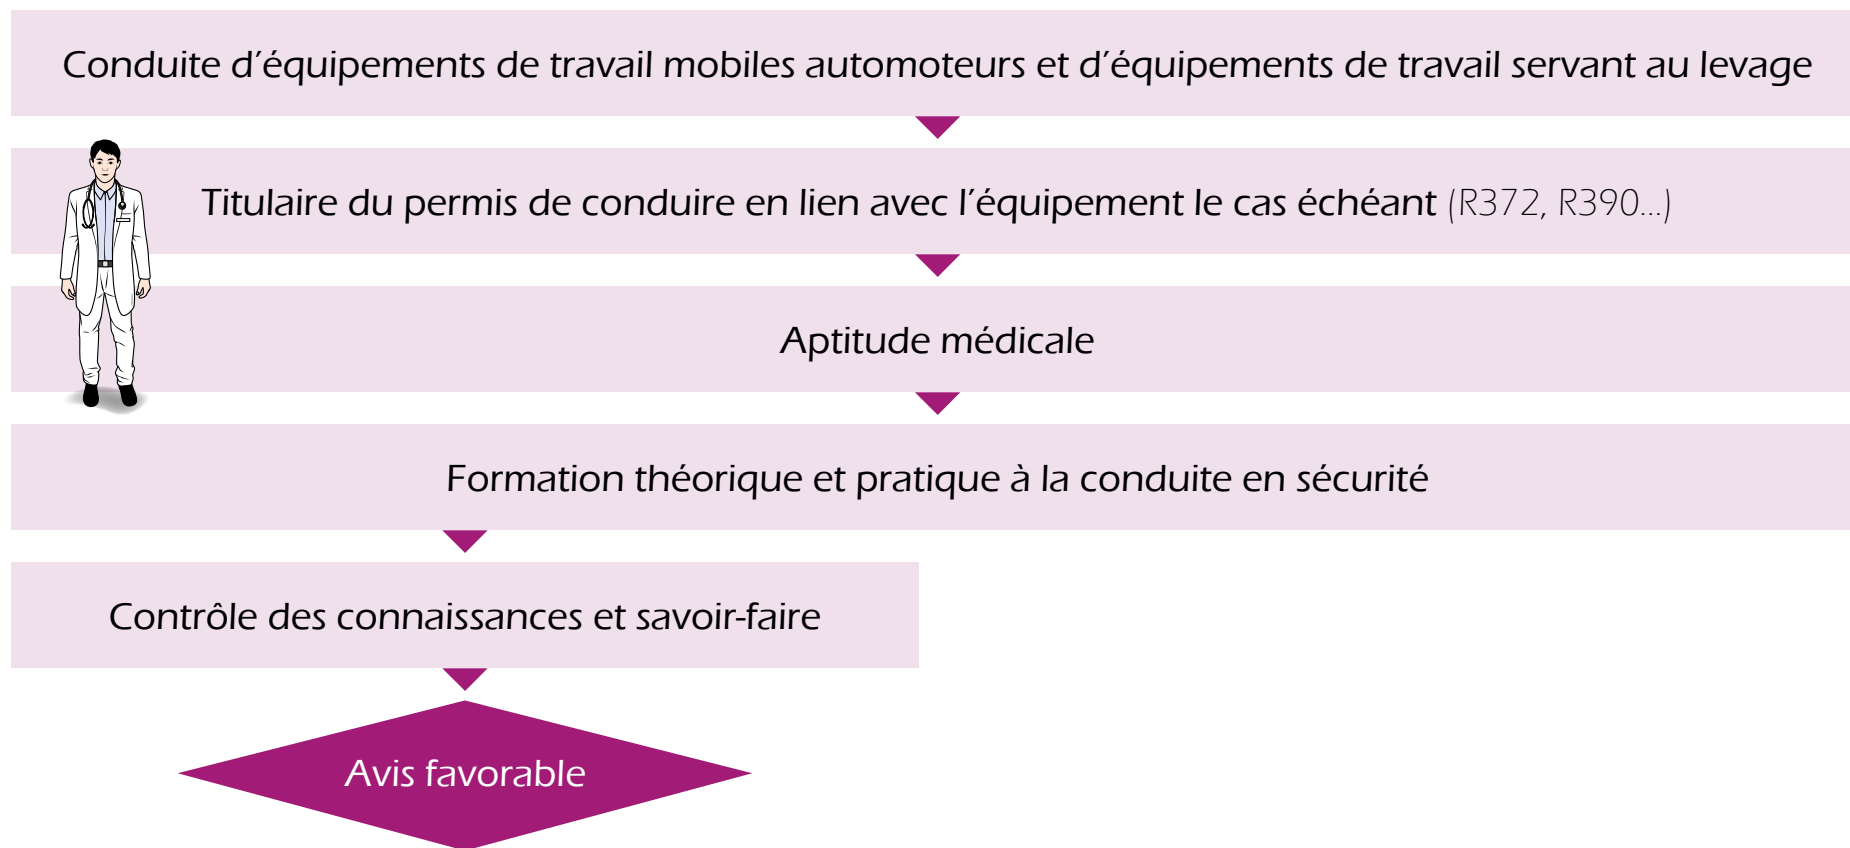 Conduite d’équipements de travail mobiles automoteurs et d’équipements de travail servant au levage
Titulaire du permis de conduire en lien avec l’équipement le cas échéant (R372, R390...)
Aptitude médicale
Formation théorique et pratique à la conduite en sécurité
Contrôle des connaissances et savoir-faire
Avis favorable